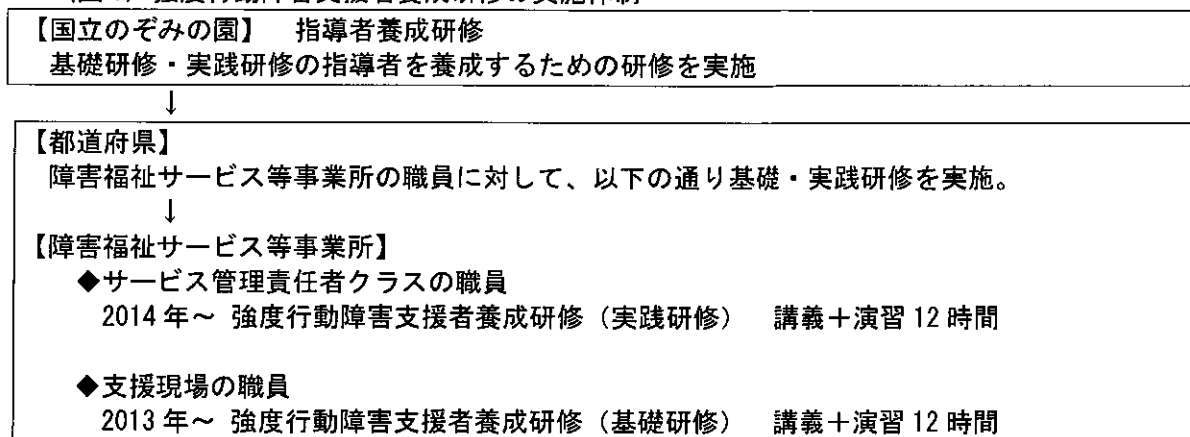 【国立のぞみの園】　指導者養成研修
基礎研修・実践研修の指導者を養成するための研修を実施
↓
【都道府県】
障害福祉サービス等事業所の職員に対して、以下の通り基礎・実践研修を実施。
↓
【障害福祉サービス等事業所】
◆サービス管理責任者クラスの職員
2014年～ 強度行動障害支援者養成研修（実践研修）　講義＋演習12時間
◆支援現場の職員
2013年～ 強度行動障害支援者養成研修（基礎研修）　講義＋演習12時間